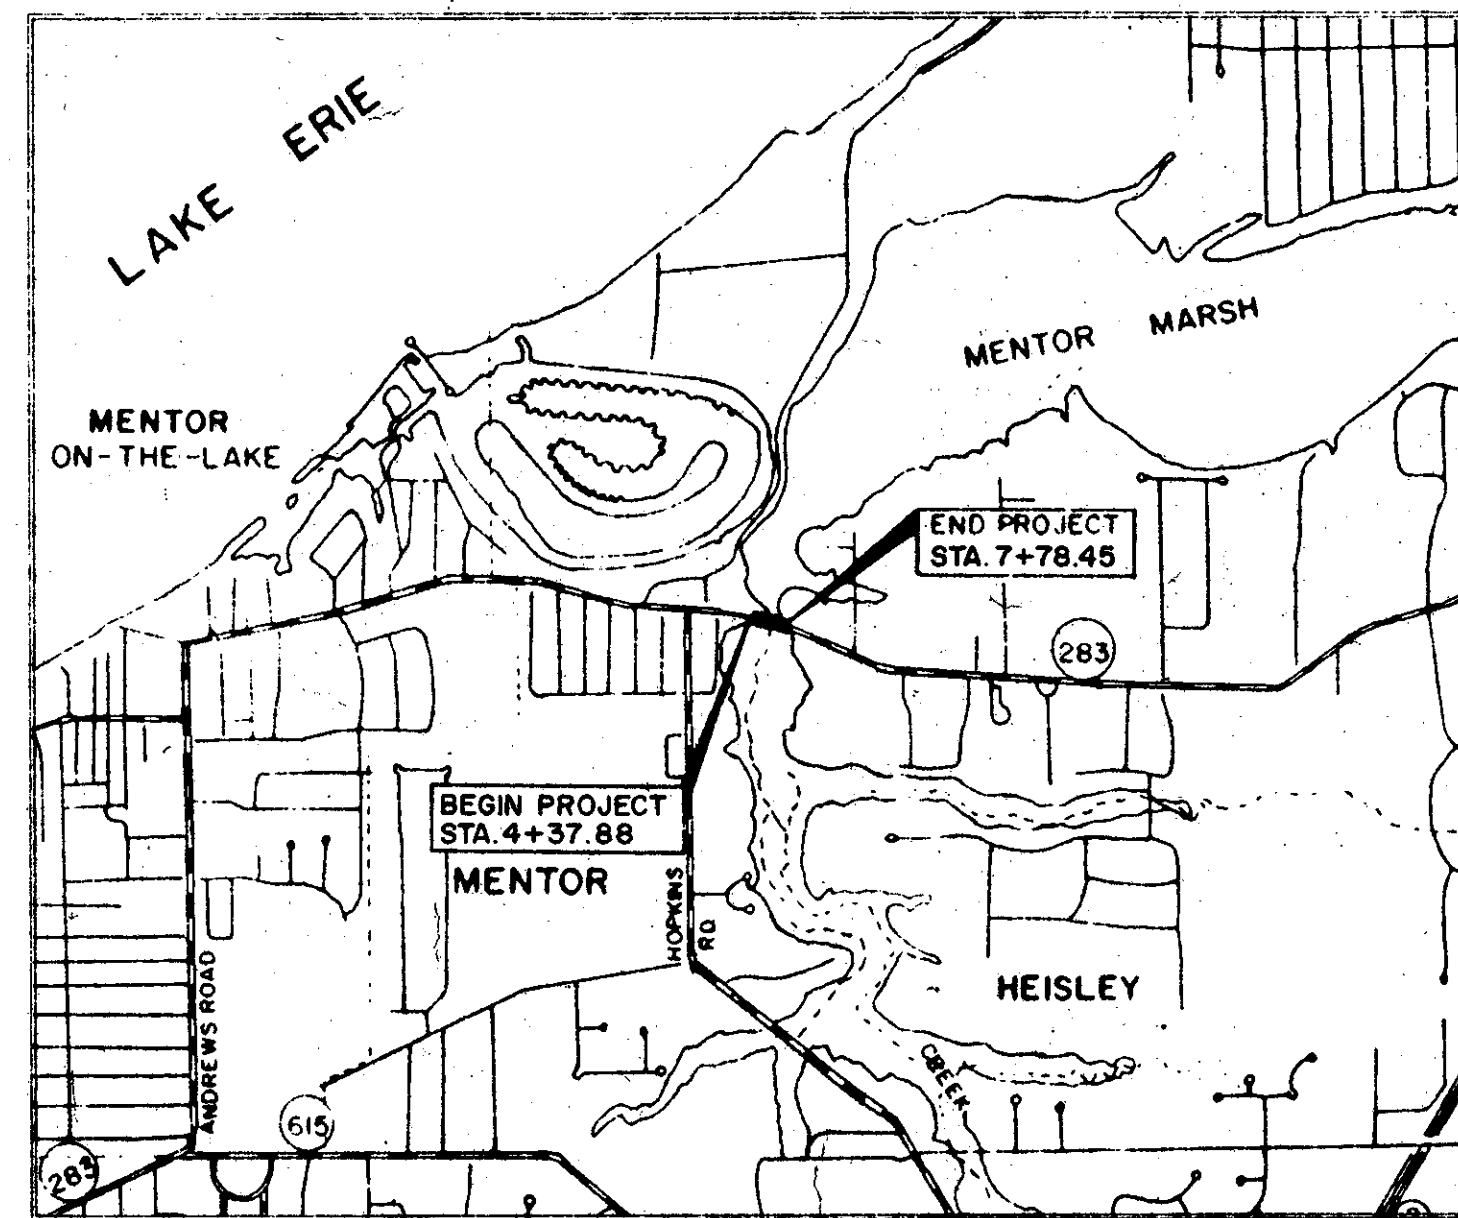 LAKE ERIE
MENTOR MARSH
MENTOR
ON-THE-LAKE
END PROJECT
STA. 7+78.45
283
BEGIN PROJECT
STA. 4+37.88
MENTOR
HOPKINS
RD
HEISLEY
ANDREWS ROAD
CREEK
615
283